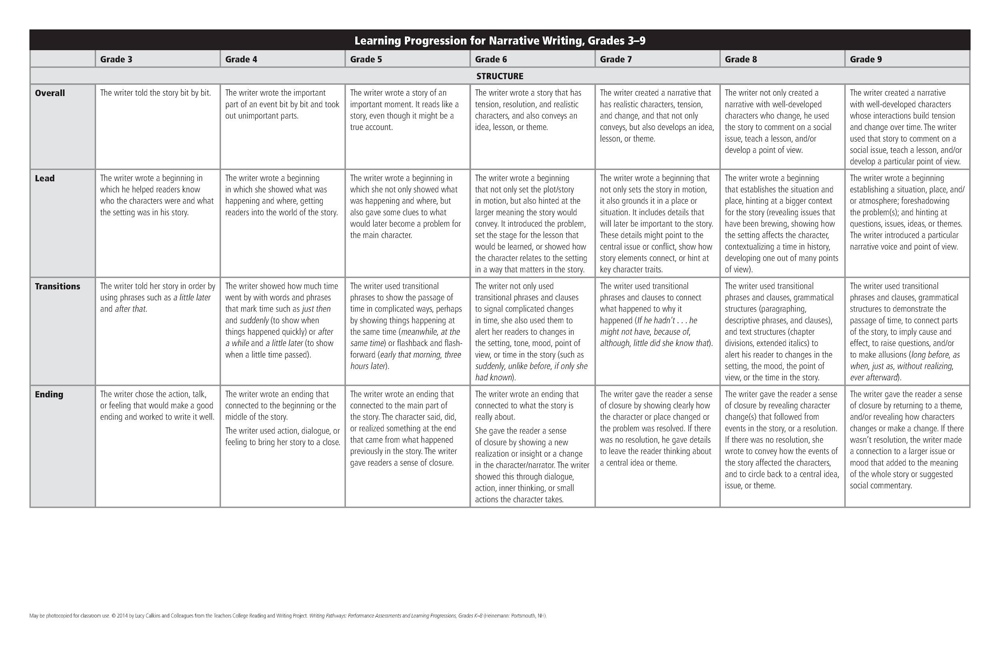 Learning Progression for Narrative Writing, Grades 3–9
Grade 3
Grade 4
Grade 5
Grade 6
Grade 7
Grade 8
Grade 9
STRUCTURE
Overall
The writer told the story bit by bit.
The writer wrote the important
part of an event bit by bit and took
out unimportant parts.
The writer wrote a story of an
important moment. It reads like a
story, even though it might be a
true account.
The writer wrote a story that has
tension, resolution, and realistic
characters, and also conveys an
idea, lesson, or theme.
The writer created a narrative that
has realistic characters, tension,
and change, and that not only
conveys, but also develops an idea,
lesson, or theme.
The writer not only created a
narrative with well-developed
characters who change, he used
the story to comment on a social
issue, teach a lesson, and/or
develop a point of view.
The writer created a narrative
with well-developed characters
whose interactions build tension
and change over time. The writer
used that story to comment on a
social issue, teach a lesson, and/or
develop a particular point of view.
Lead
The writer wrote a beginning in
which he helped readers know
who the characters were and what
the setting was in his story.
The writer wrote a beginning
in which she showed what was
happening and where, getting
readers into the world of the story.
The writer wrote a beginning in
which she not only showed what
was happening and where, but
also gave some clues to what
would later become a problem for
the main character.
The writer wrote a beginning
that not only set the plot/story
in motion, but also hinted at the
larger meaning the story would
convey. It introduced the problem,
set the stage for the lesson that
would be learned, or showed how
the character relates to the setting
in a way that matters in the story.
The writer wrote a beginning that
not only sets the story in motion,
it also grounds it in a place or
situation. It includes details that
will later be important to the story.
These details might point to the
central issue or conflict, show how
story elements connect, or hint at
key character traits.
The writer wrote a beginning
that establishes the situation and
place, hinting at a bigger context
for the story (revealing issues that
have been brewing, showing how
the setting affects the character,
contextualizing a time in history,
developing one out of many points
of view).
The writer wrote a beginning
establishing a situation, place, and/
or atmosphere; foreshadowing
the problem(s); and hinting at
questions, issues, ideas, or themes.
The writer introduced a particular
narrative voice and point of view.
Transitions
The writer told her story in order by
using phrases such as a little later
and after that.
The writer showed how much time
went by with words and phrases
that mark time such as just then
and suddenly (to show when
things happened quickly) or after
a while and a little later (to show
when a little time passed).
The writer used transitional
phrases to show the passage of
time in complicated ways, perhaps
by showing things happening at
the same time (meanwhile, at the
same time) or flashback and flash-
forward (early that morning, three
hours later).
The writer not only used
transitional phrases and clauses
to signal complicated changes
in time, she also used them to
alert her readers to changes in
the setting, tone, mood, point of
view, or time in the story (such as
suddenly, unlike before, if only she
had known).
The writer used transitional
phrases and clauses to connect
what happened to why it
happened (If he hadn't . . . he
might not have, because of,
although, little did she know that).
The writer used transitional
phrases and clauses, grammatical
structures (paragraphing,
descriptive phrases, and clauses),
and text structures (chapter
divisions, extended italics) to
alert his reader to changes in the
setting, the mood, the point of
view, or the time in the story.
The writer used transitional
phrases and clauses, grammatical
structures to demonstrate the
passage of time, to connect parts
of the story, to imply cause and
effect, to raise questions, and/or
to make allusions (long before, as
when, just as, without realizing,
ever afterward).
Ending
The writer chose the action, talk,
or feeling that would make a good
ending and worked to write it well.
The writer wrote an ending that
connected to the beginning or the
middle of the story.
The writer used action, dialogue, or
feeling to bring her story to a close.
The writer wrote an ending that
connected to the main part of
the story. The character said, did,
or realized something at the end
that came from what happened
previously in the story. The writer
gave readers a sense of closure.
The writer wrote an ending that
connected to what the story is
really about.
She gave the reader a sense
of closure by showing a new
realization or insight or a change
in the character/narrator. The writer
showed this through dialogue,
action, inner thinking, or small
actions the character takes.
The writer gave the reader a sense
of closure by showing clearly how
the character or place changed or
the problem was resolved. If there
was no resolution, he gave details
to leave the reader thinking about
a central idea or theme.
The writer gave the reader a sense
of closure by revealing character
change(s) that followed from
events in the story, or a resolution.
If there was no resolution, she
wrote to convey how the events of
the story affected the characters,
and to circle back to a central idea,
issue, or theme.
The writer gave the reader a sense
of closure by returning to a theme,
and/or revealing how characters
changes or make a change. If there
wasn't resolution, the writer made
a connection to a larger issue or
mood that added to the meaning
of the whole story or suggested
social commentary.
May be photocopied for classroom use. © 2014 by Lucy Calkins and Colleagues from the Teachers College Reading and Writing Project. Writing Pathways: Performance Assessments and Learning Progressions, Grades K–8 (Heinemann: Portsmouth, NH).